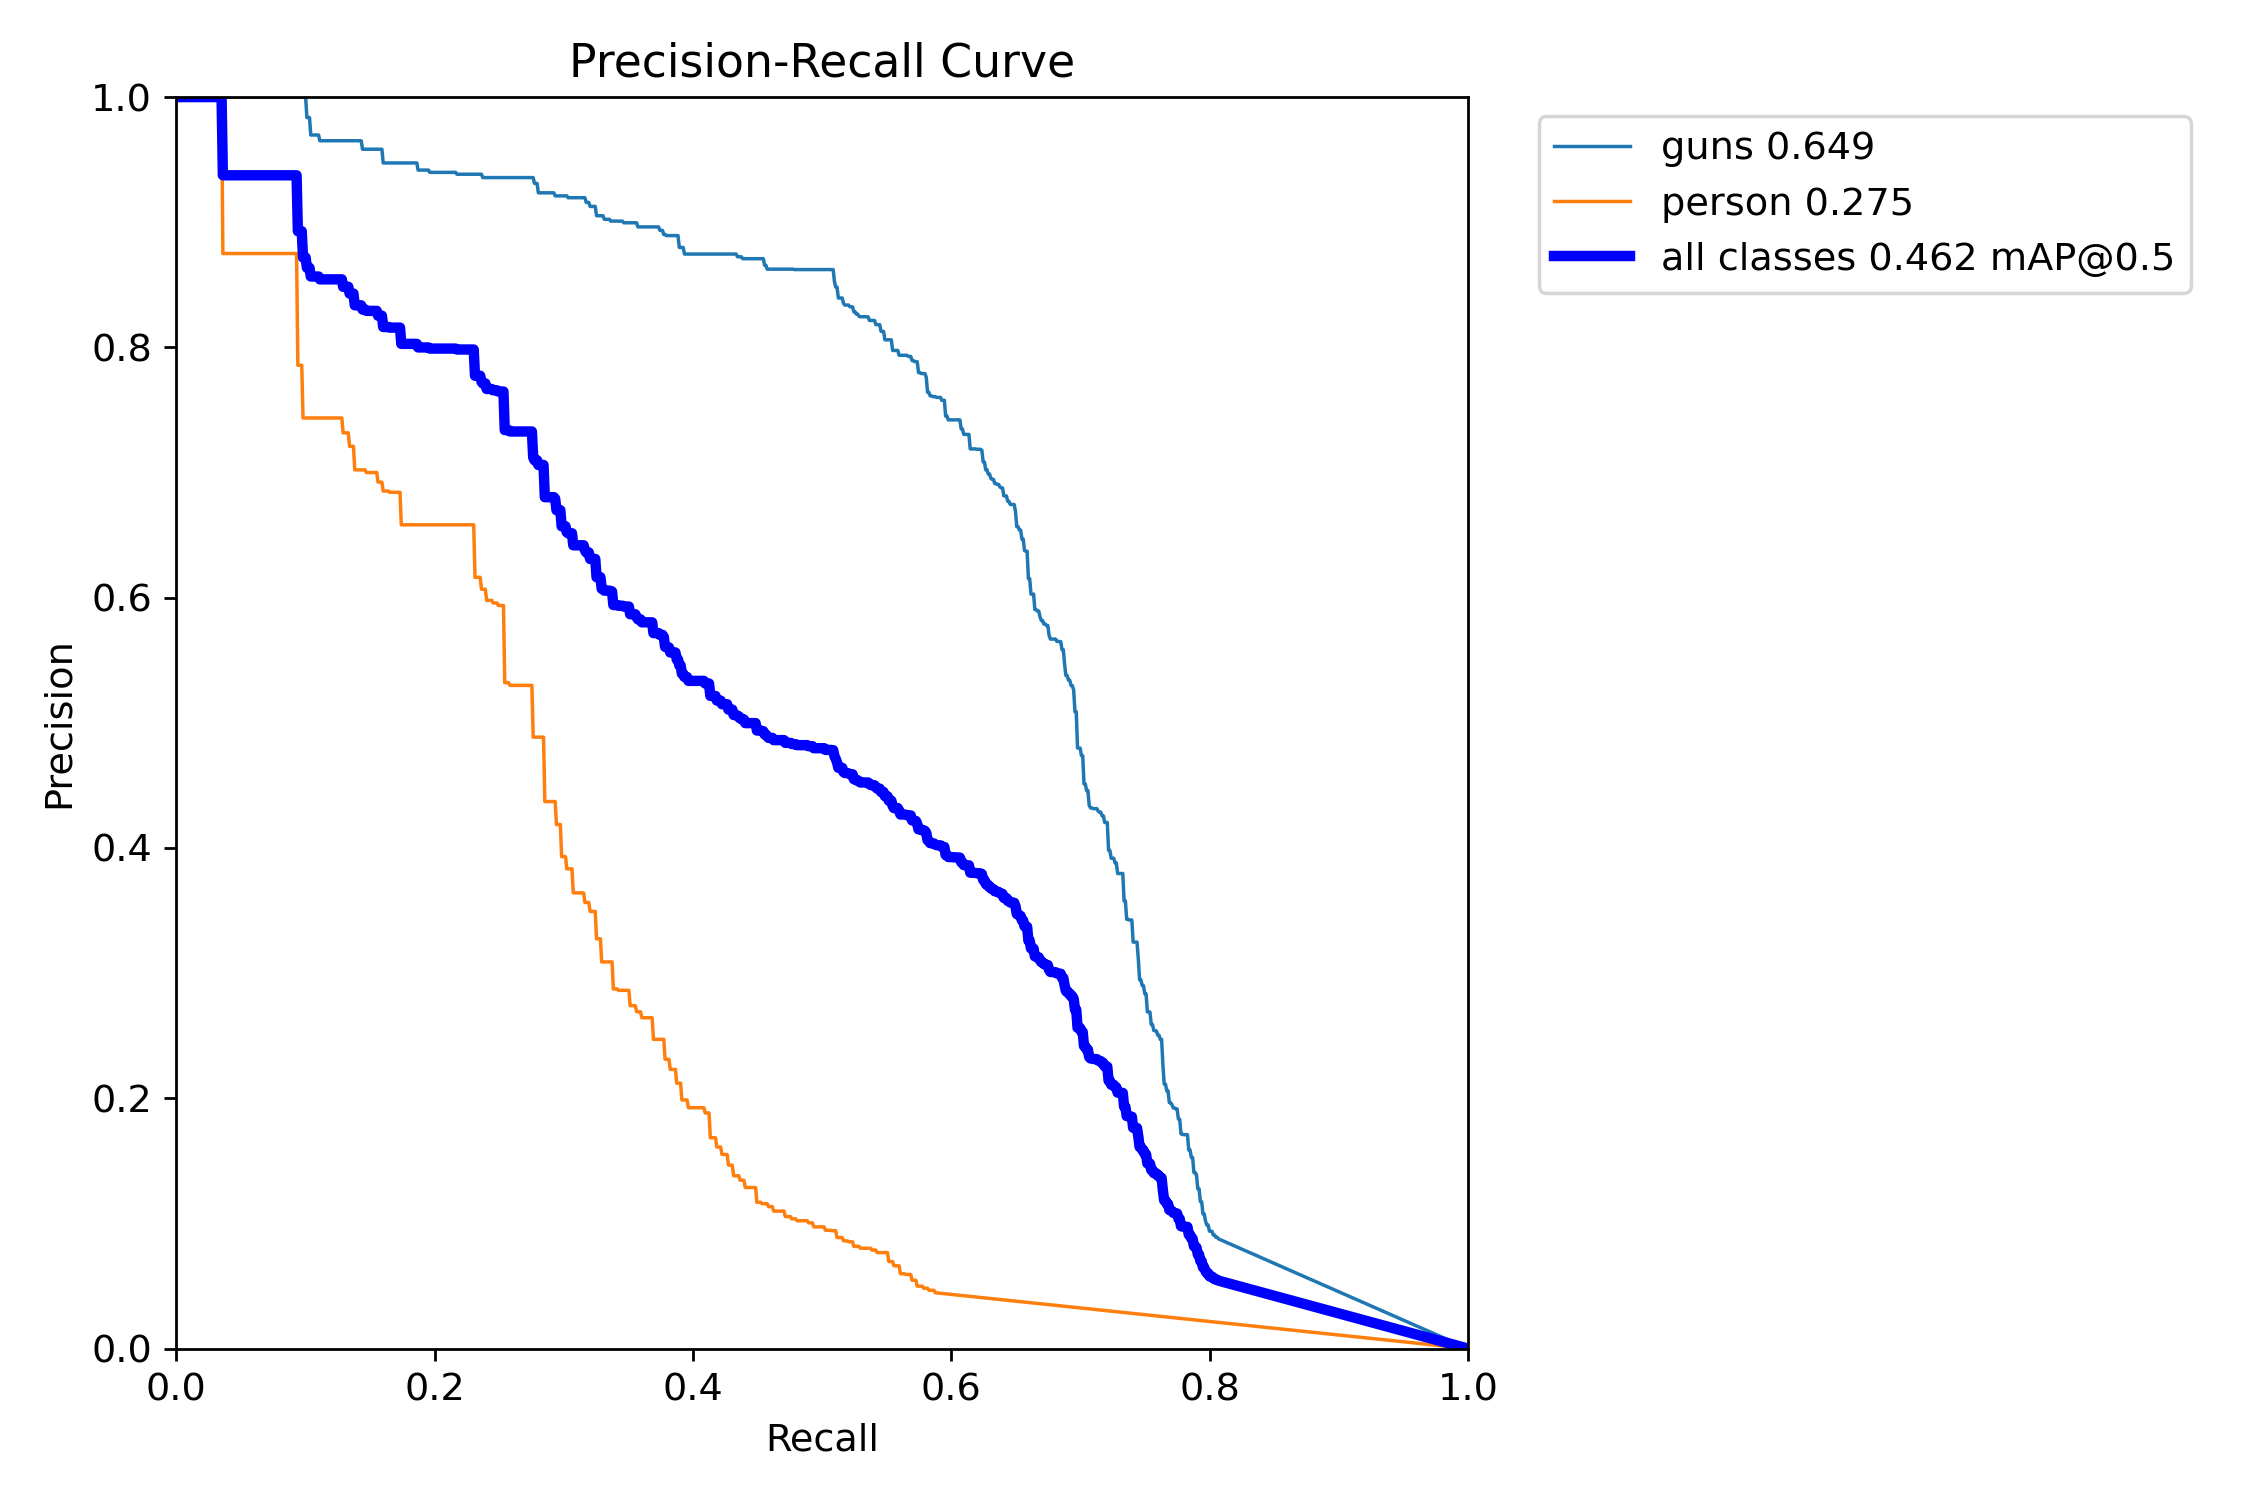 Precision-Recall Curve
guns 0.649
person 0.275
all classes 0.462 mAP@0.5
Precision
1.0
0.8
0.6
0.4
0.2
0.0
0.0 0.2 0.4 0.6 0.8 1.0
Recall